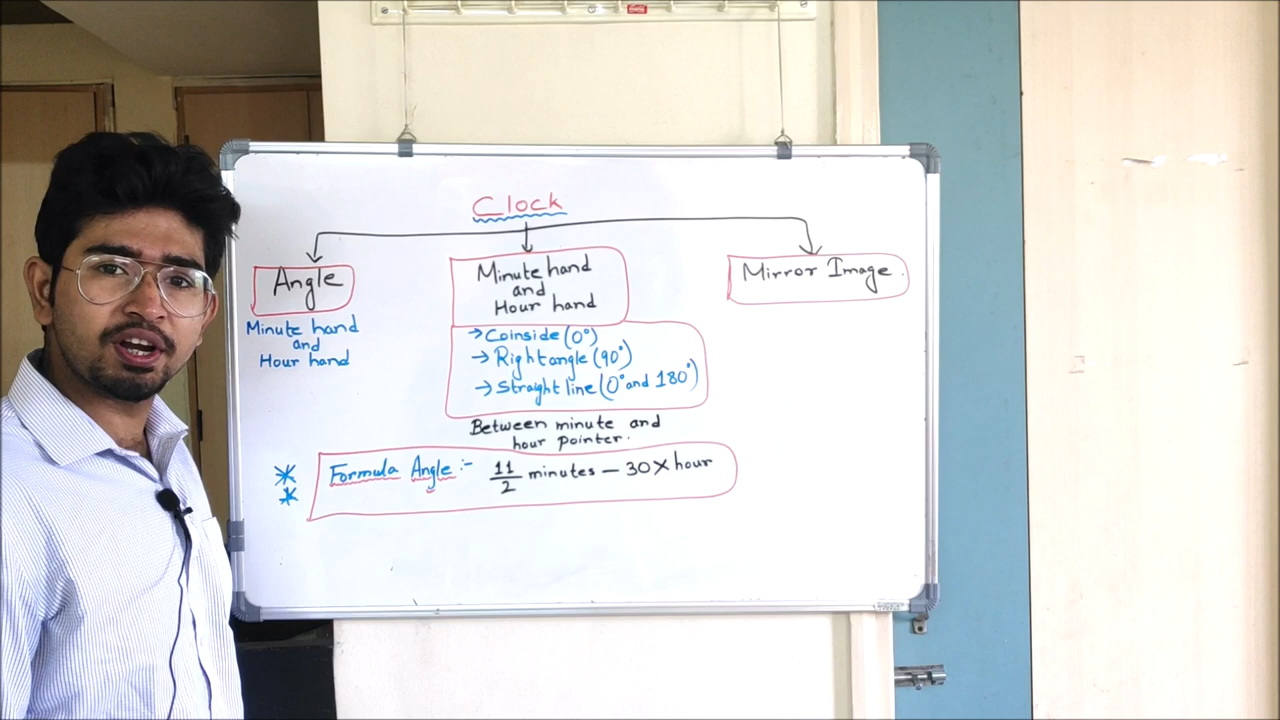 Clock
Angle
Minute hand
and
Hour hand
Minute hand
and
Hour hand
→ Coinside (0°)
→ Right angle (90°)
→ Straight line (0° and 180°)
Between minute and
hour pointer.
Mirror Image.
Formula Angle:- 11/2 minutes – 30 X hour